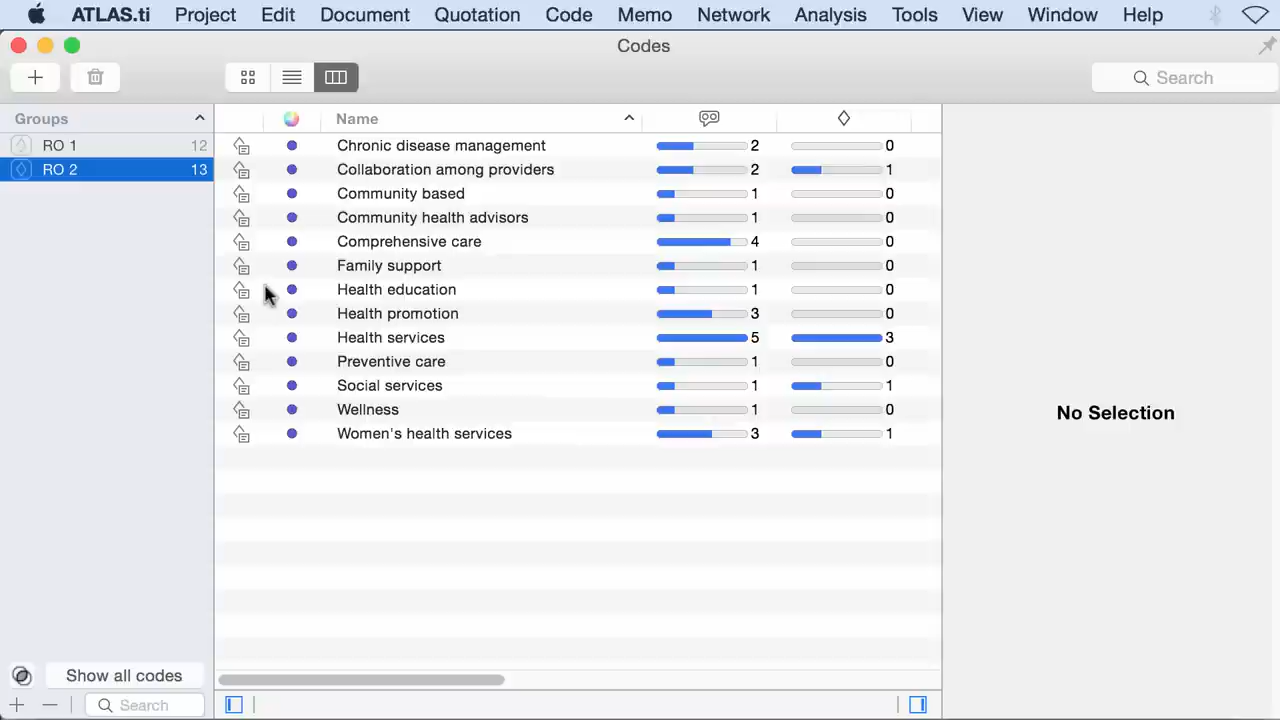 ATLAS.ti Project Edit Document Quotation Code Memo Network Analysis Tools View Window Help
Codes
Search
Groups Name
RO 1 12
RO 2 13
Chronic disease management 2 0
Collaboration among providers 2 1
Community based 1 0
Community health advisors 1 0
Comprehensive care 4 0
Family support 1 0
Health education 1 0
Health promotion 3 0
Health services 5 3
Preventive care 1 0
Social services 1 1
Wellness 1 0
Women's health services 3 1
No Selection
Show all codes
Search